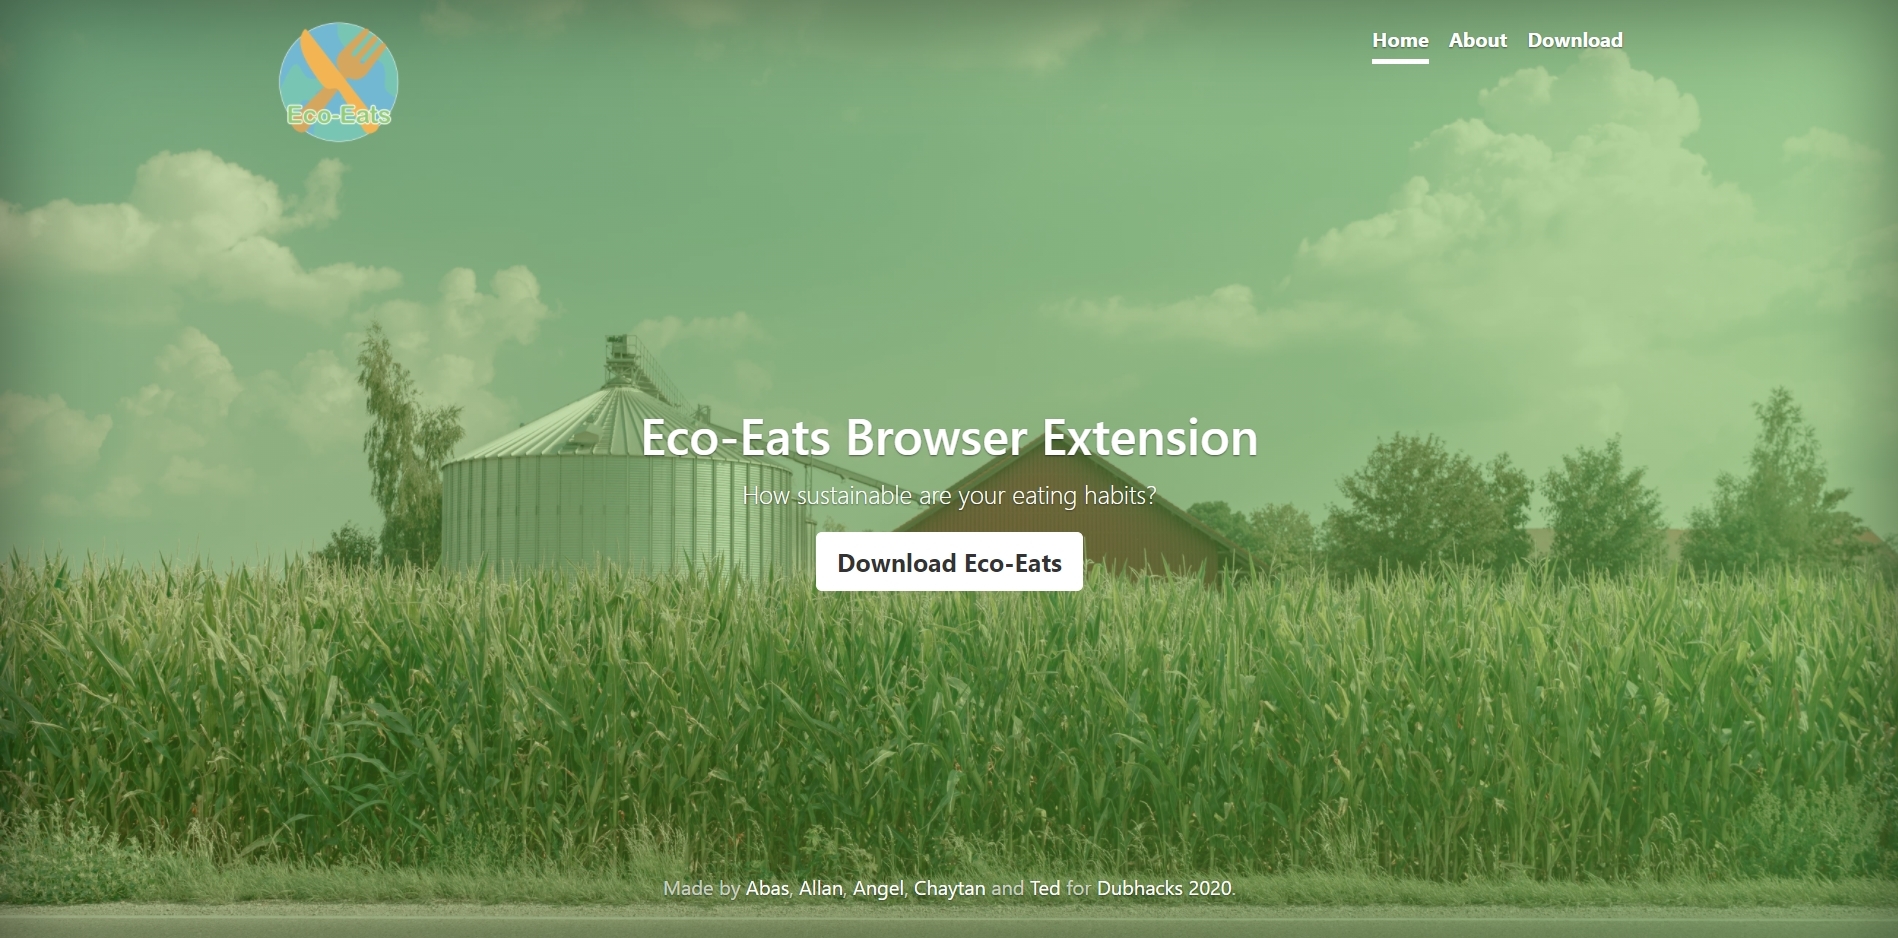 Eco-Eats
Home About Download
Eco-Eats Browser Extension
How sustainable are your eating habits?
Download Eco-Eats
Made by Abas, Allan, Angel, Chaytan and Ted for Dubhacks 2020.